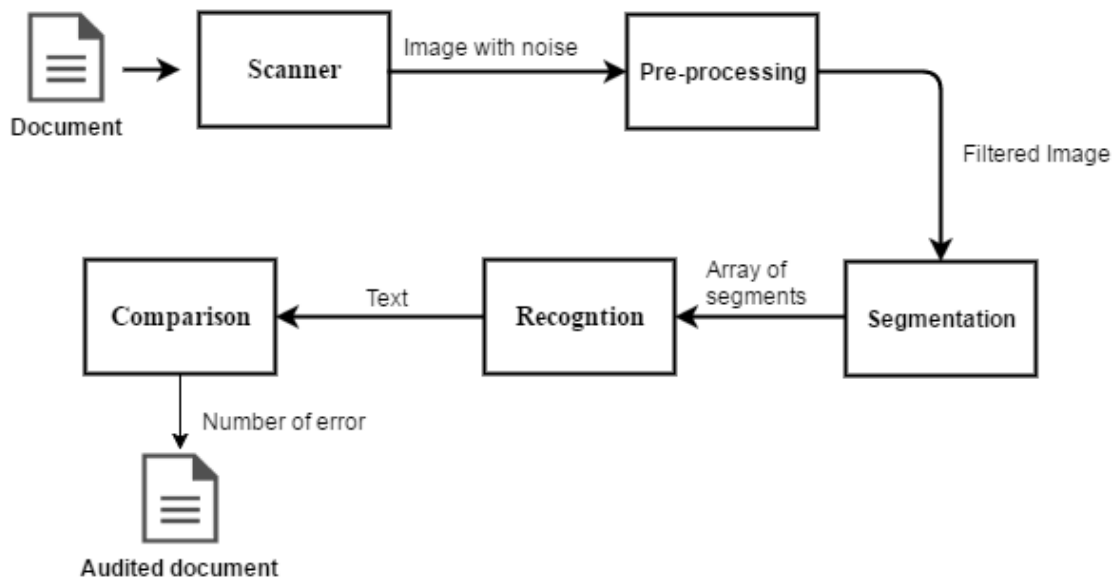 Document
Scanner
Image with noise
Pre-processing
Filtered Image
Segmentation
Array of
segments
Recogntion
Text
Comparison
Number of error
Audited document